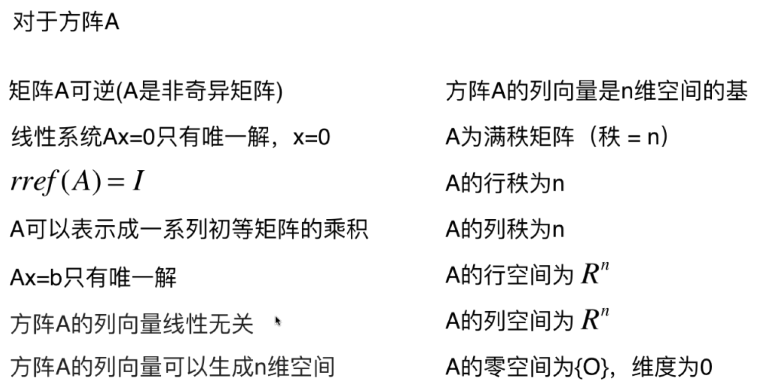 对于方阵A
矩阵A可逆(A是非奇异矩阵)
线性系统Ax=0只有唯一解，x=0
rref(A) = I
A可以表示成一系列初等矩阵的乘积
Ax=b只有唯一解
方阵A的列向量线性无关
方阵A的列向量可以生成n维空间
方阵A的列向量是n维空间的基
A为满秩矩阵（秩 = n）
A的行秩为n
A的列秩为n
A的行空间为 Rⁿ
A的列空间为 Rⁿ
A的零空间为{O}，维度为0